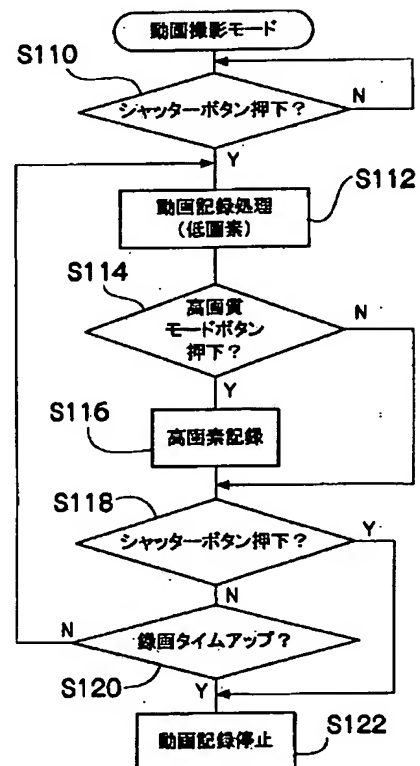 動画撮影モード
S110
シャッターボタン押下？
N
Y
S112
動画記録処理
(低画素)
S114
高画質
モードボタン
押下？
N
Y
S116
高画素記録
S118
シャッターボタン押下？
Y
N
N
録画タイムアップ？
S120
Y
S122
動画記録停止